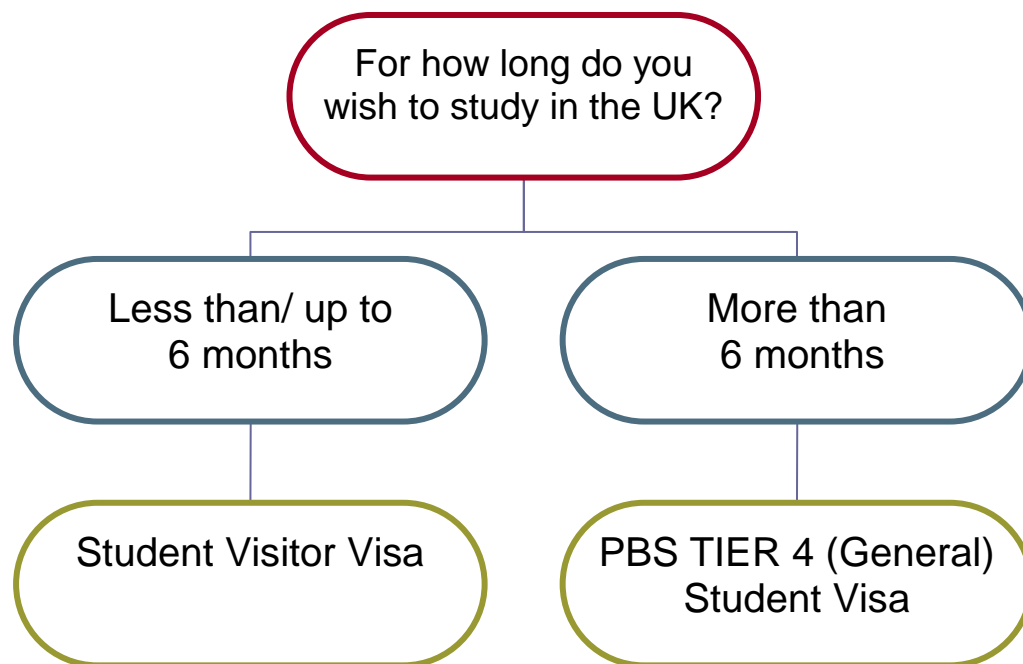 For how long do you
wish to study in the UK?
Less than/ up to
6 months
More than
6 months
Student Visitor Visa
PBS TIER 4 (General)
Student Visa